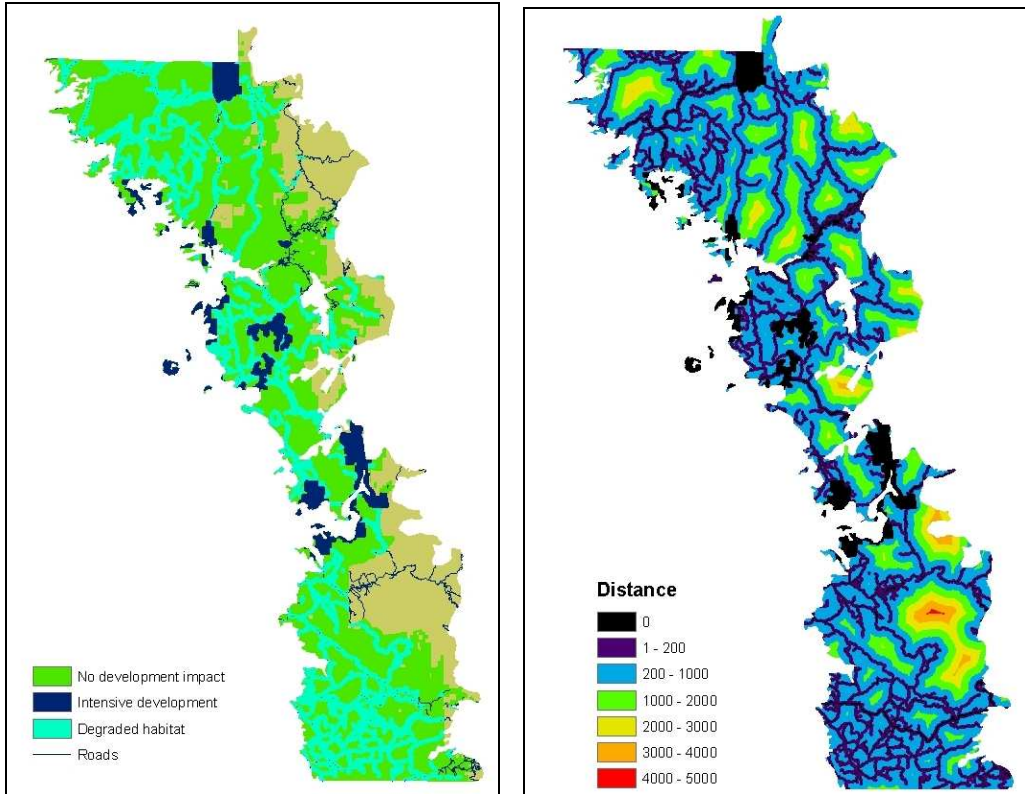 No development impact
Intensive development
Degraded habitat
Roads
Distance
0
1 - 200
200 - 1000
1000 - 2000
2000 - 3000
3000 - 4000
4000 - 5000